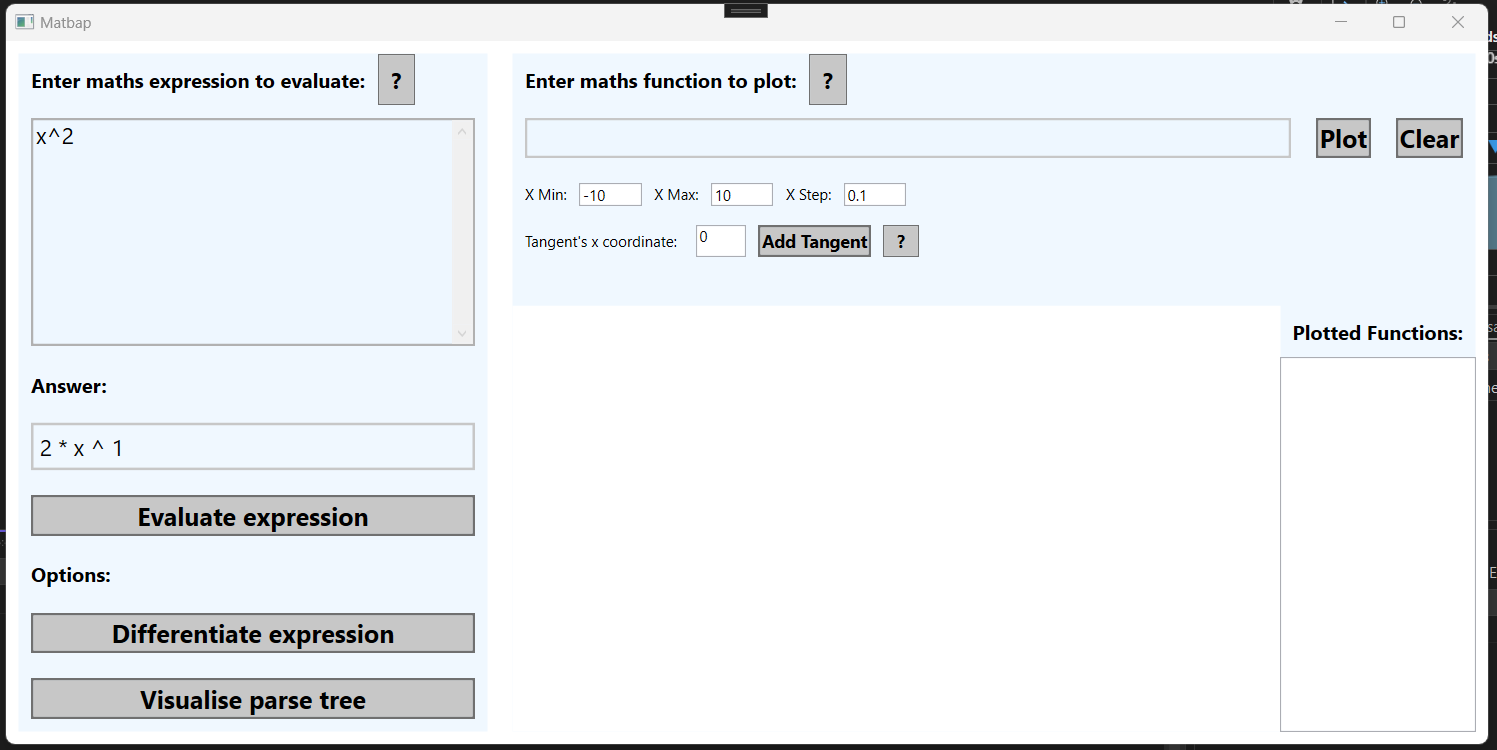 Matbap
Enter maths expression to evaluate: ?
x^2
Answer:
2 * x ^ 1
Evaluate expression
Options:
Differentiate expression
Visualise parse tree
Enter maths function to plot: ?
Plot Clear
X Min: -10 X Max: 10 X Step: 0.1
Tangent's x coordinate: 0 Add Tangent ?
Plotted Functions: